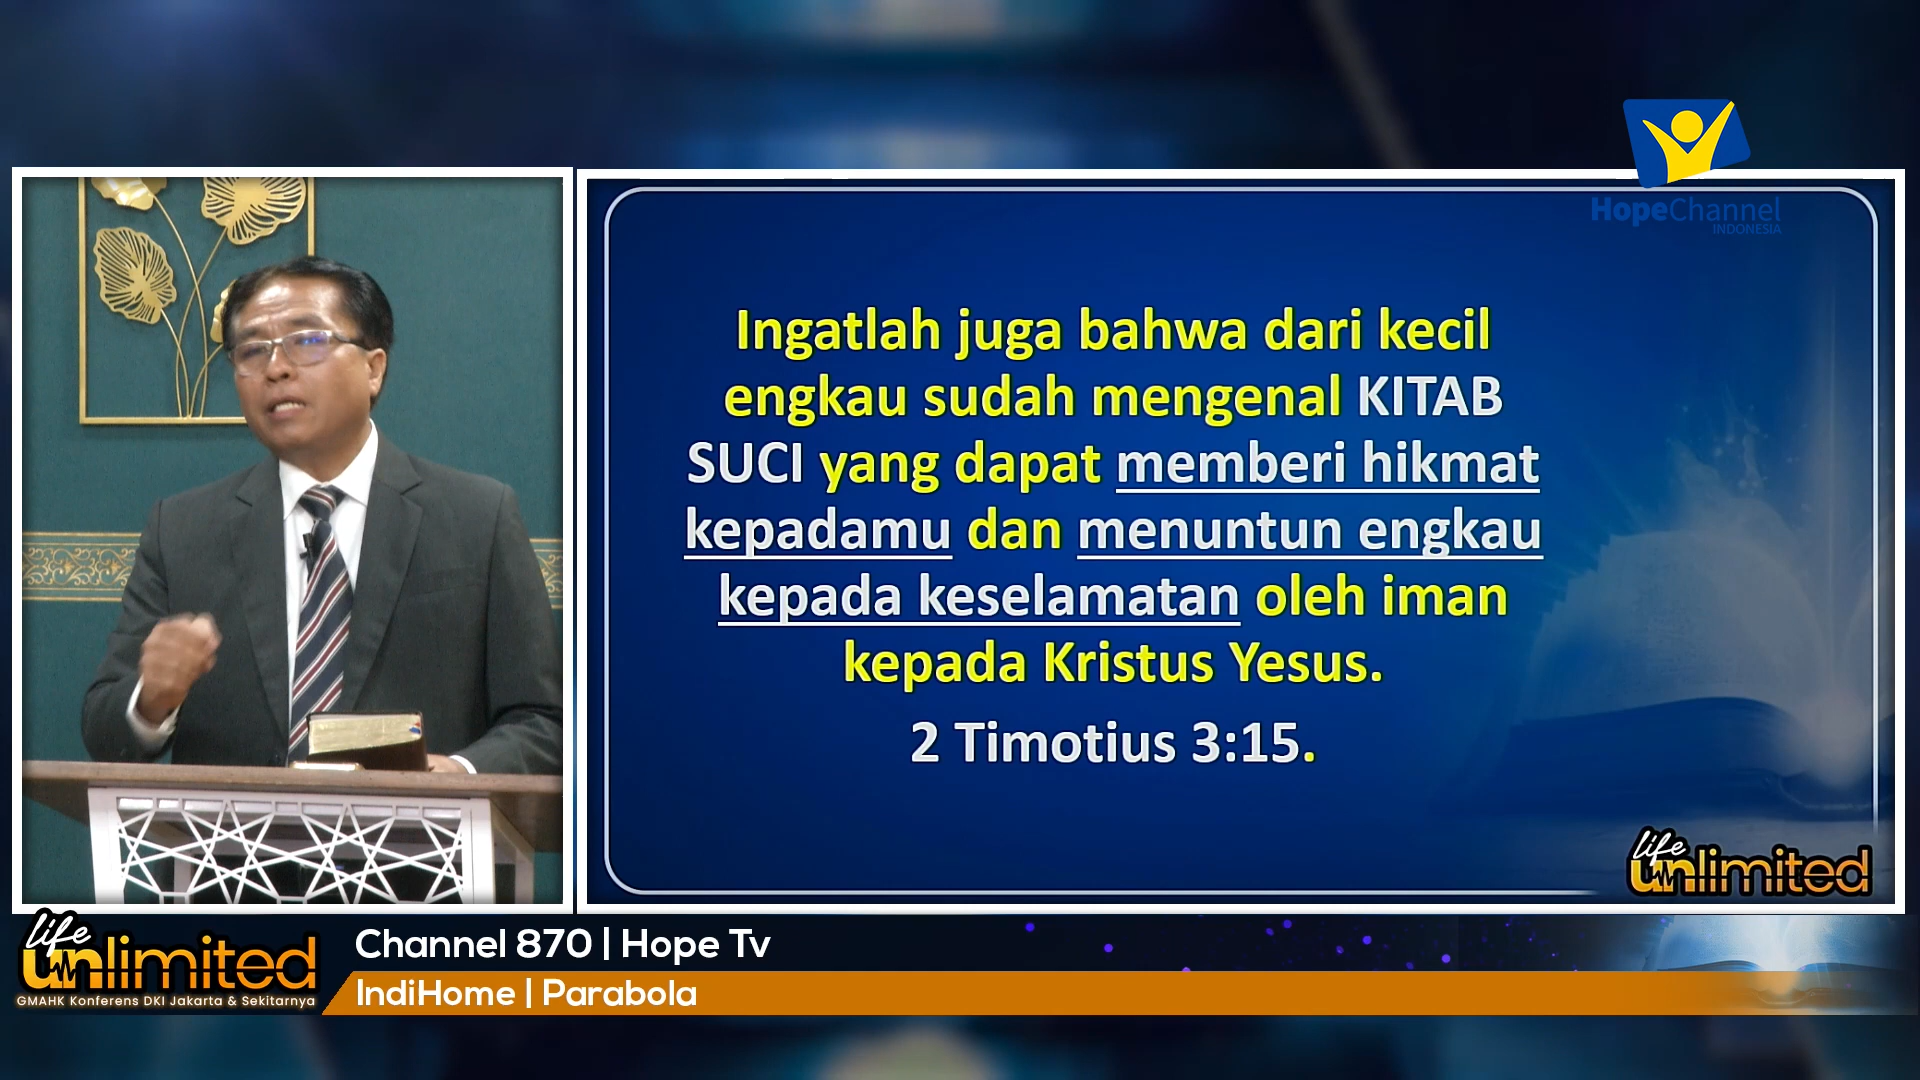 HopeChannel
INDONESIA
Ingatlah juga bahwa dari kecil
engkau sudah mengenal KITAB
SUCI yang dapat memberi hikmat
kepadamu dan menuntun engkau
kepada keselamatan oleh iman
kepada Kristus Yesus.
2 Timotius 3:15.
life
unlimited
life
unlimited
GMAHK Konferens DKI Jakarta & Sekitarnya
Channel 870 | Hope Tv
IndiHome | Parabola